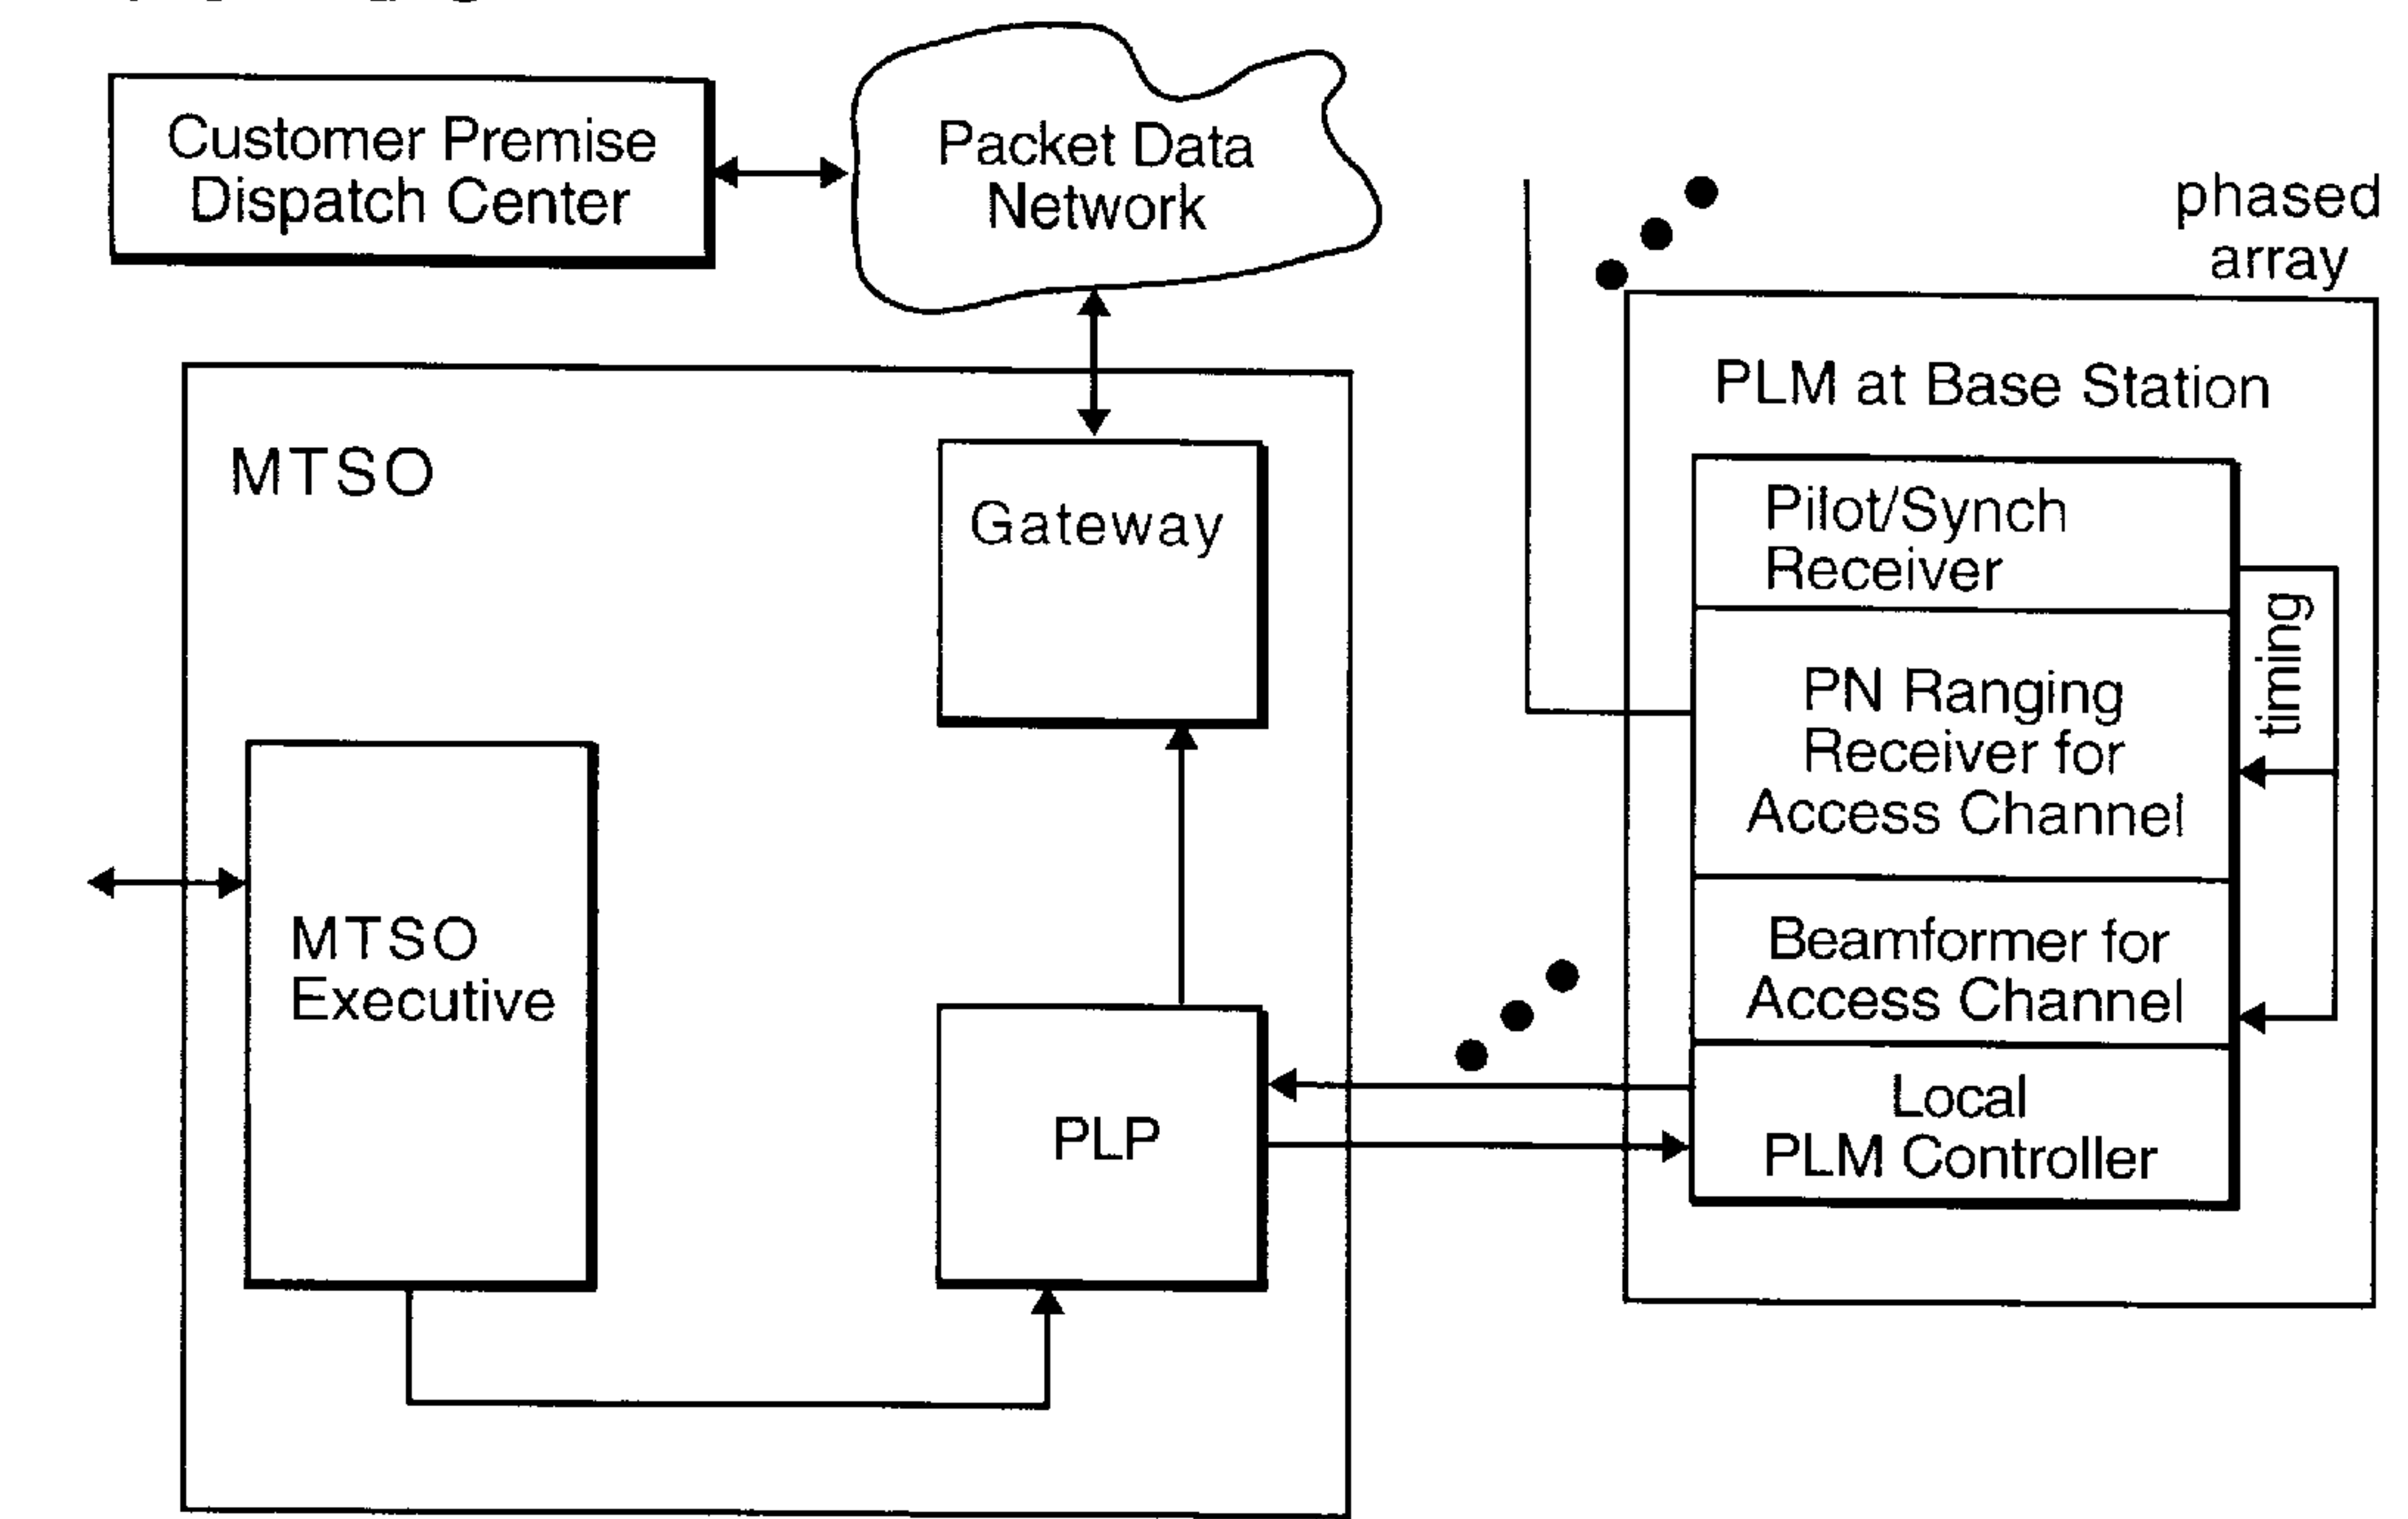 Customer Premise
Dispatch Center
Packet Data
Network
phased
array
PLM at Base Station
MTSO
Gateway
Pilot/Synch
Receiver
timing
PN Ranging
Receiver for
Access Channel
MTSO
Executive
Beamformer for
Access Channel
PLP
Local
PLM Controller